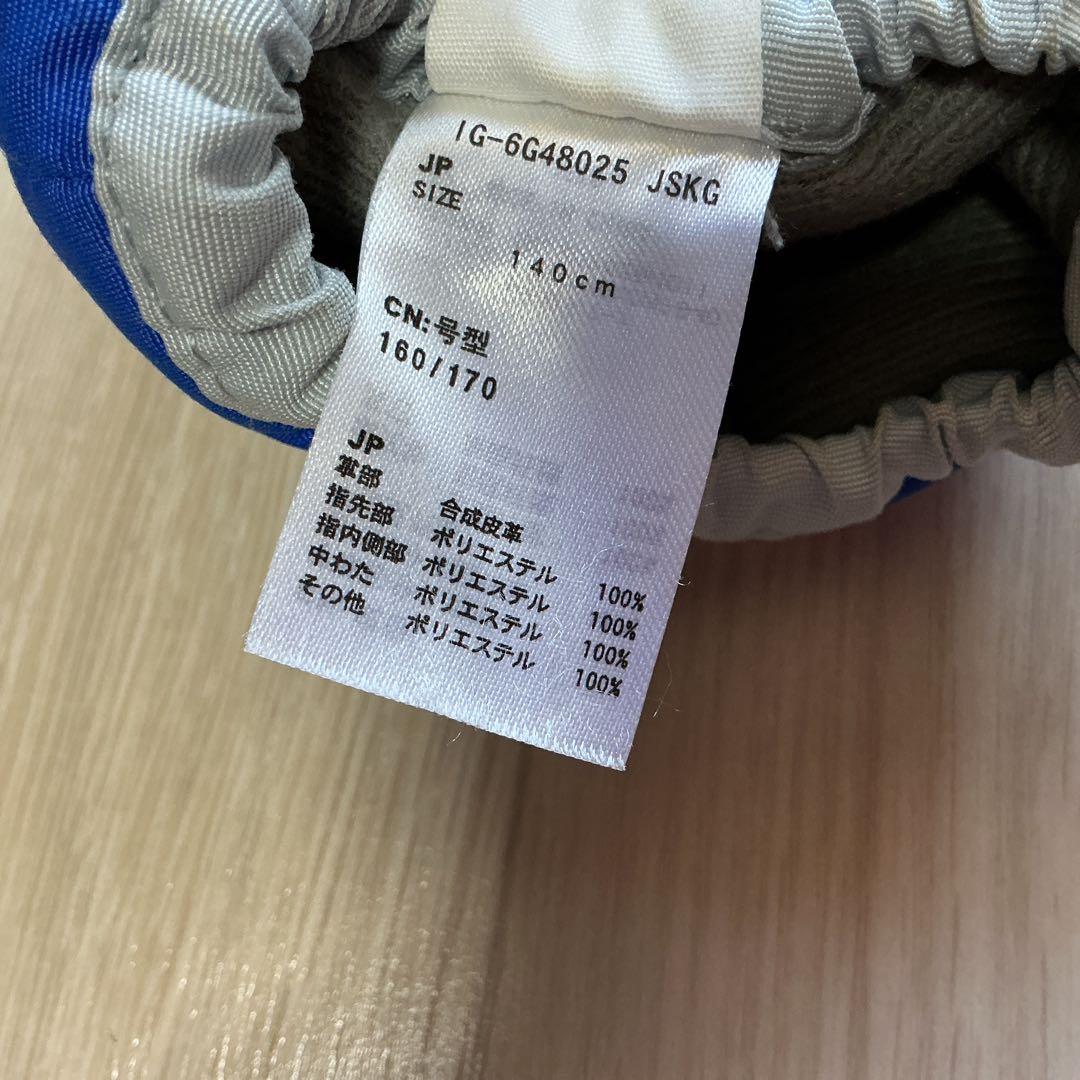 IG-6G48025 JSKG
JP
SIZE
140cm
CN:号型
160/170
JP
革部 合成皮革
指先部 ポリエステル 100%
指内側部 ポリエステル 100%
中わた ポリエステル 100%
その他 ポリエステル 100%